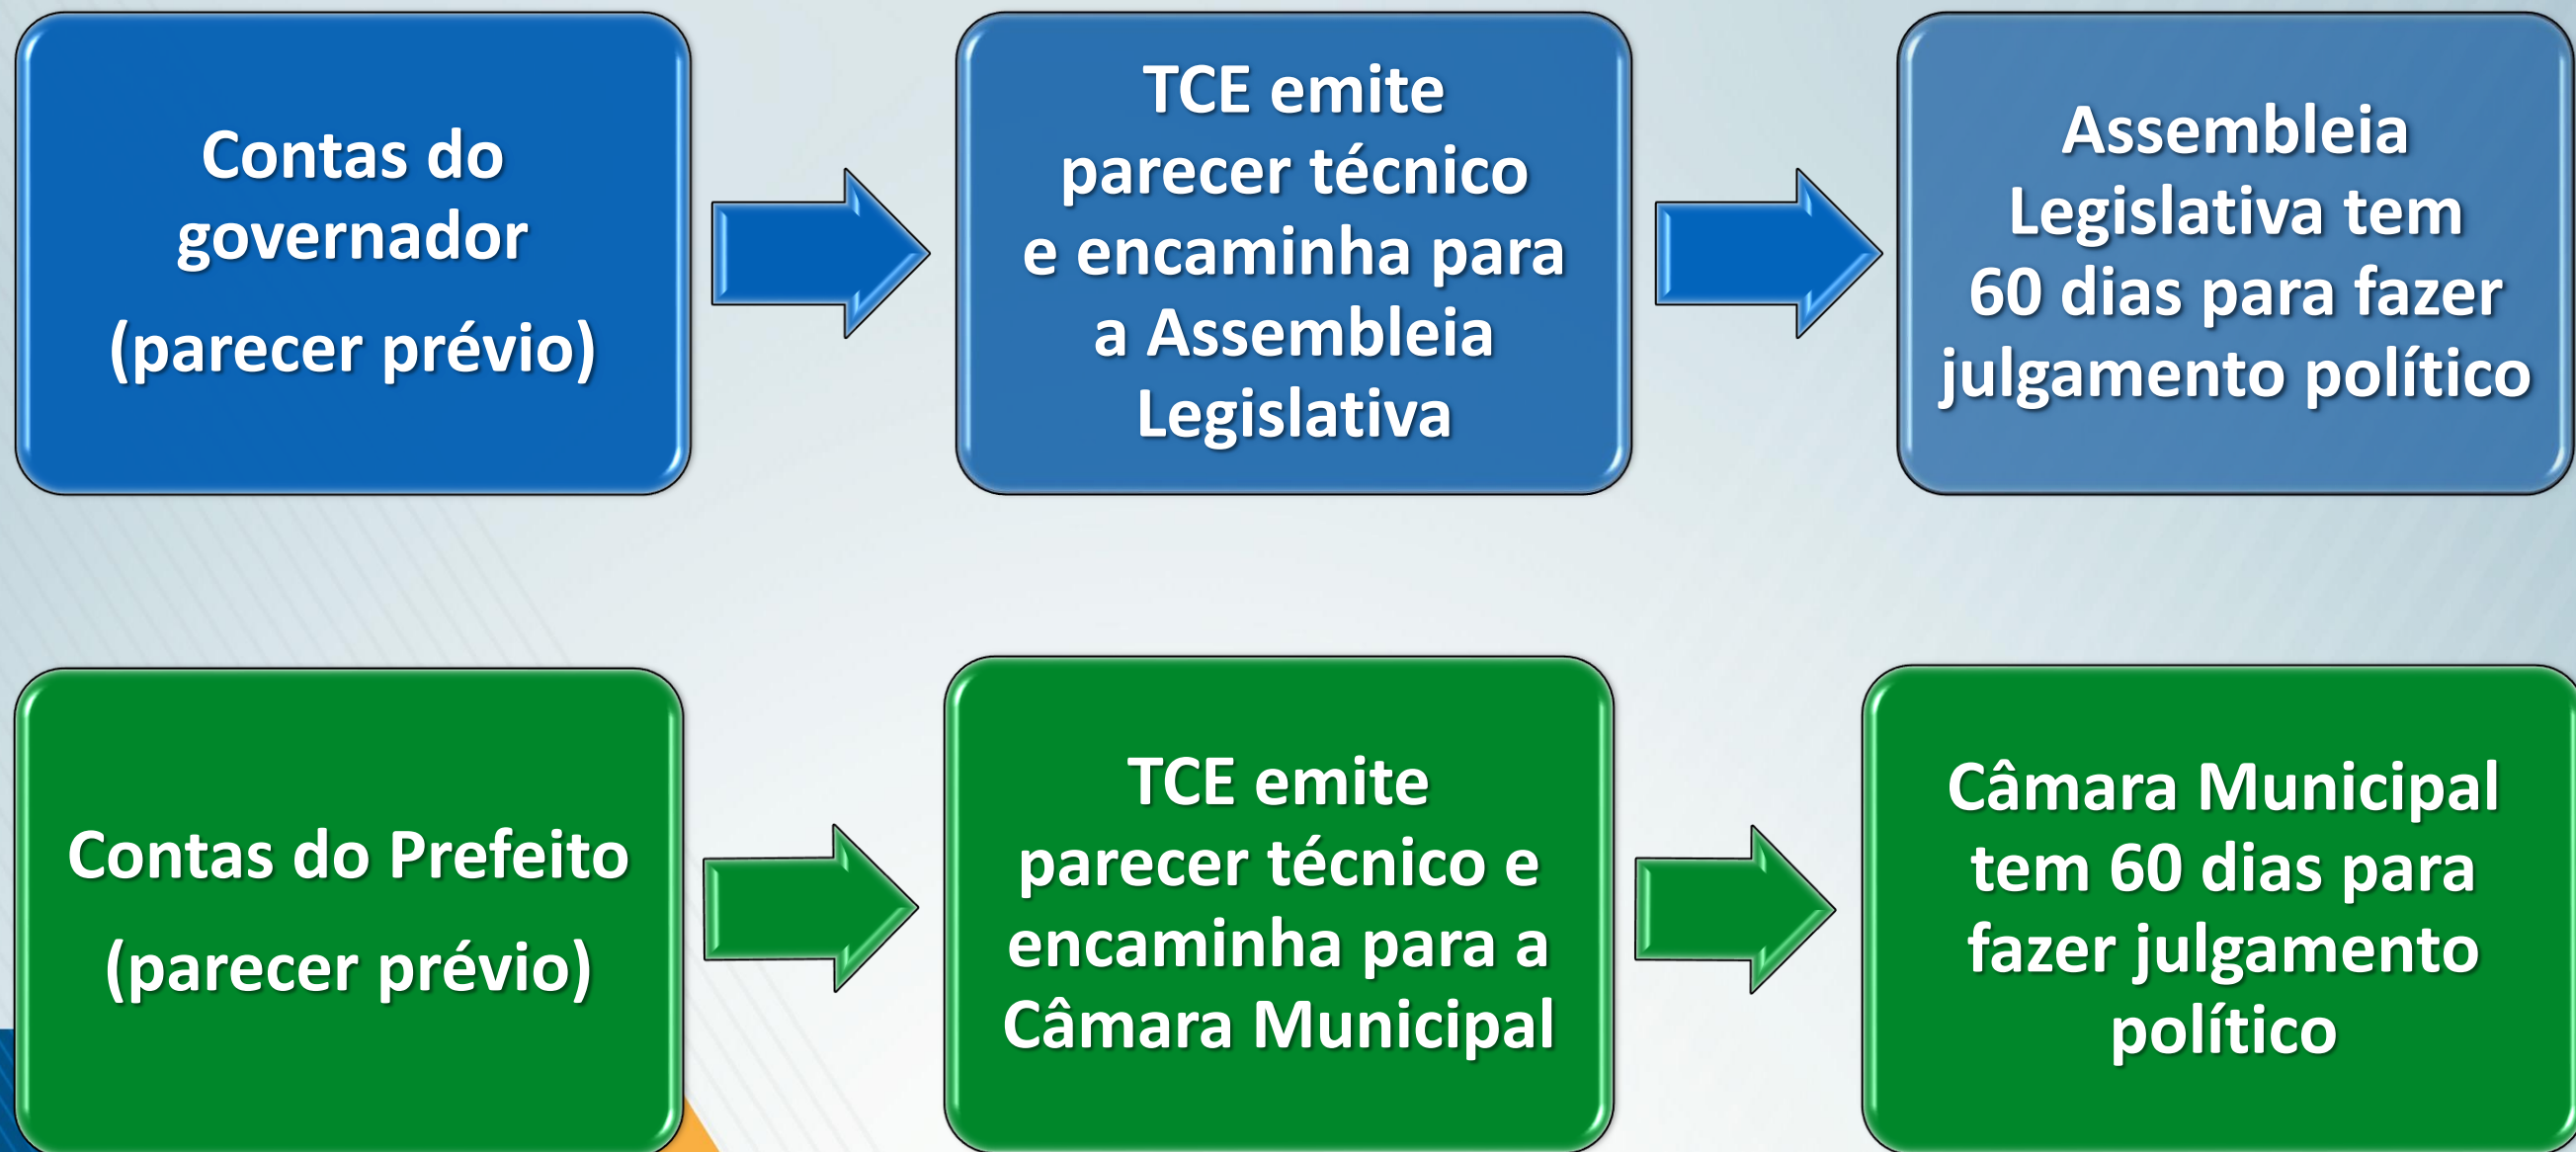 Contas do
governador
(parecer prévio)
TCE emite
parecer técnico
e encaminha para
a Assembleia
Legislativa
Assembleia
Legislativa tem
60 dias para fazer
julgamento político
Contas do Prefeito
(parecer prévio)
TCE emite
parecer técnico e
encaminha para a
Câmara Municipal
Câmara Municipal
tem 60 dias para
fazer julgamento
político